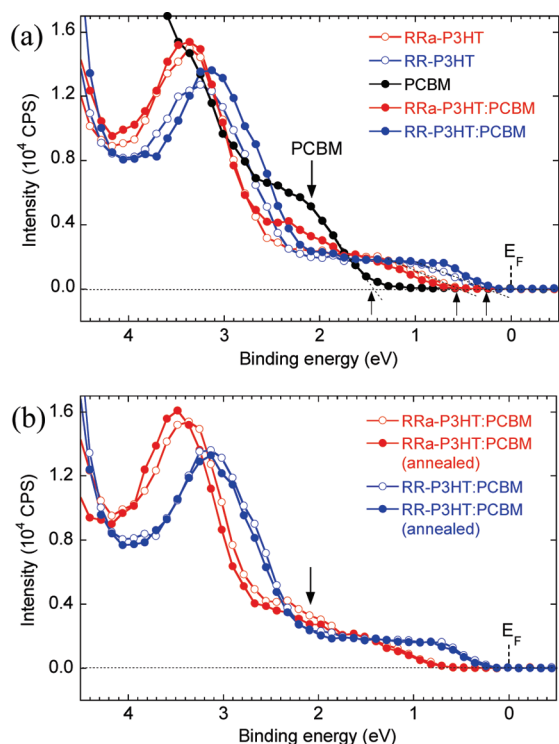 (a)
1.6
1.2
0.8
0.4
0.0
Intensity (10⁴ CPS)
RRa-P3HT
RR-P3HT
PCBM
RRa-P3HT:PCBM
RR-P3HT:PCBM
PCBM
E_F
4 3 2 1 0
Binding energy (eV)
(b)
1.6
1.2
0.8
0.4
0.0
Intensity (10⁴ CPS)
RRa-P3HT:PCBM
RRa-P3HT:PCBM
(annealed)
RR-P3HT:PCBM
RR-P3HT:PCBM
(annealed)
E_F
4 3 2 1 0
Binding energy (eV)